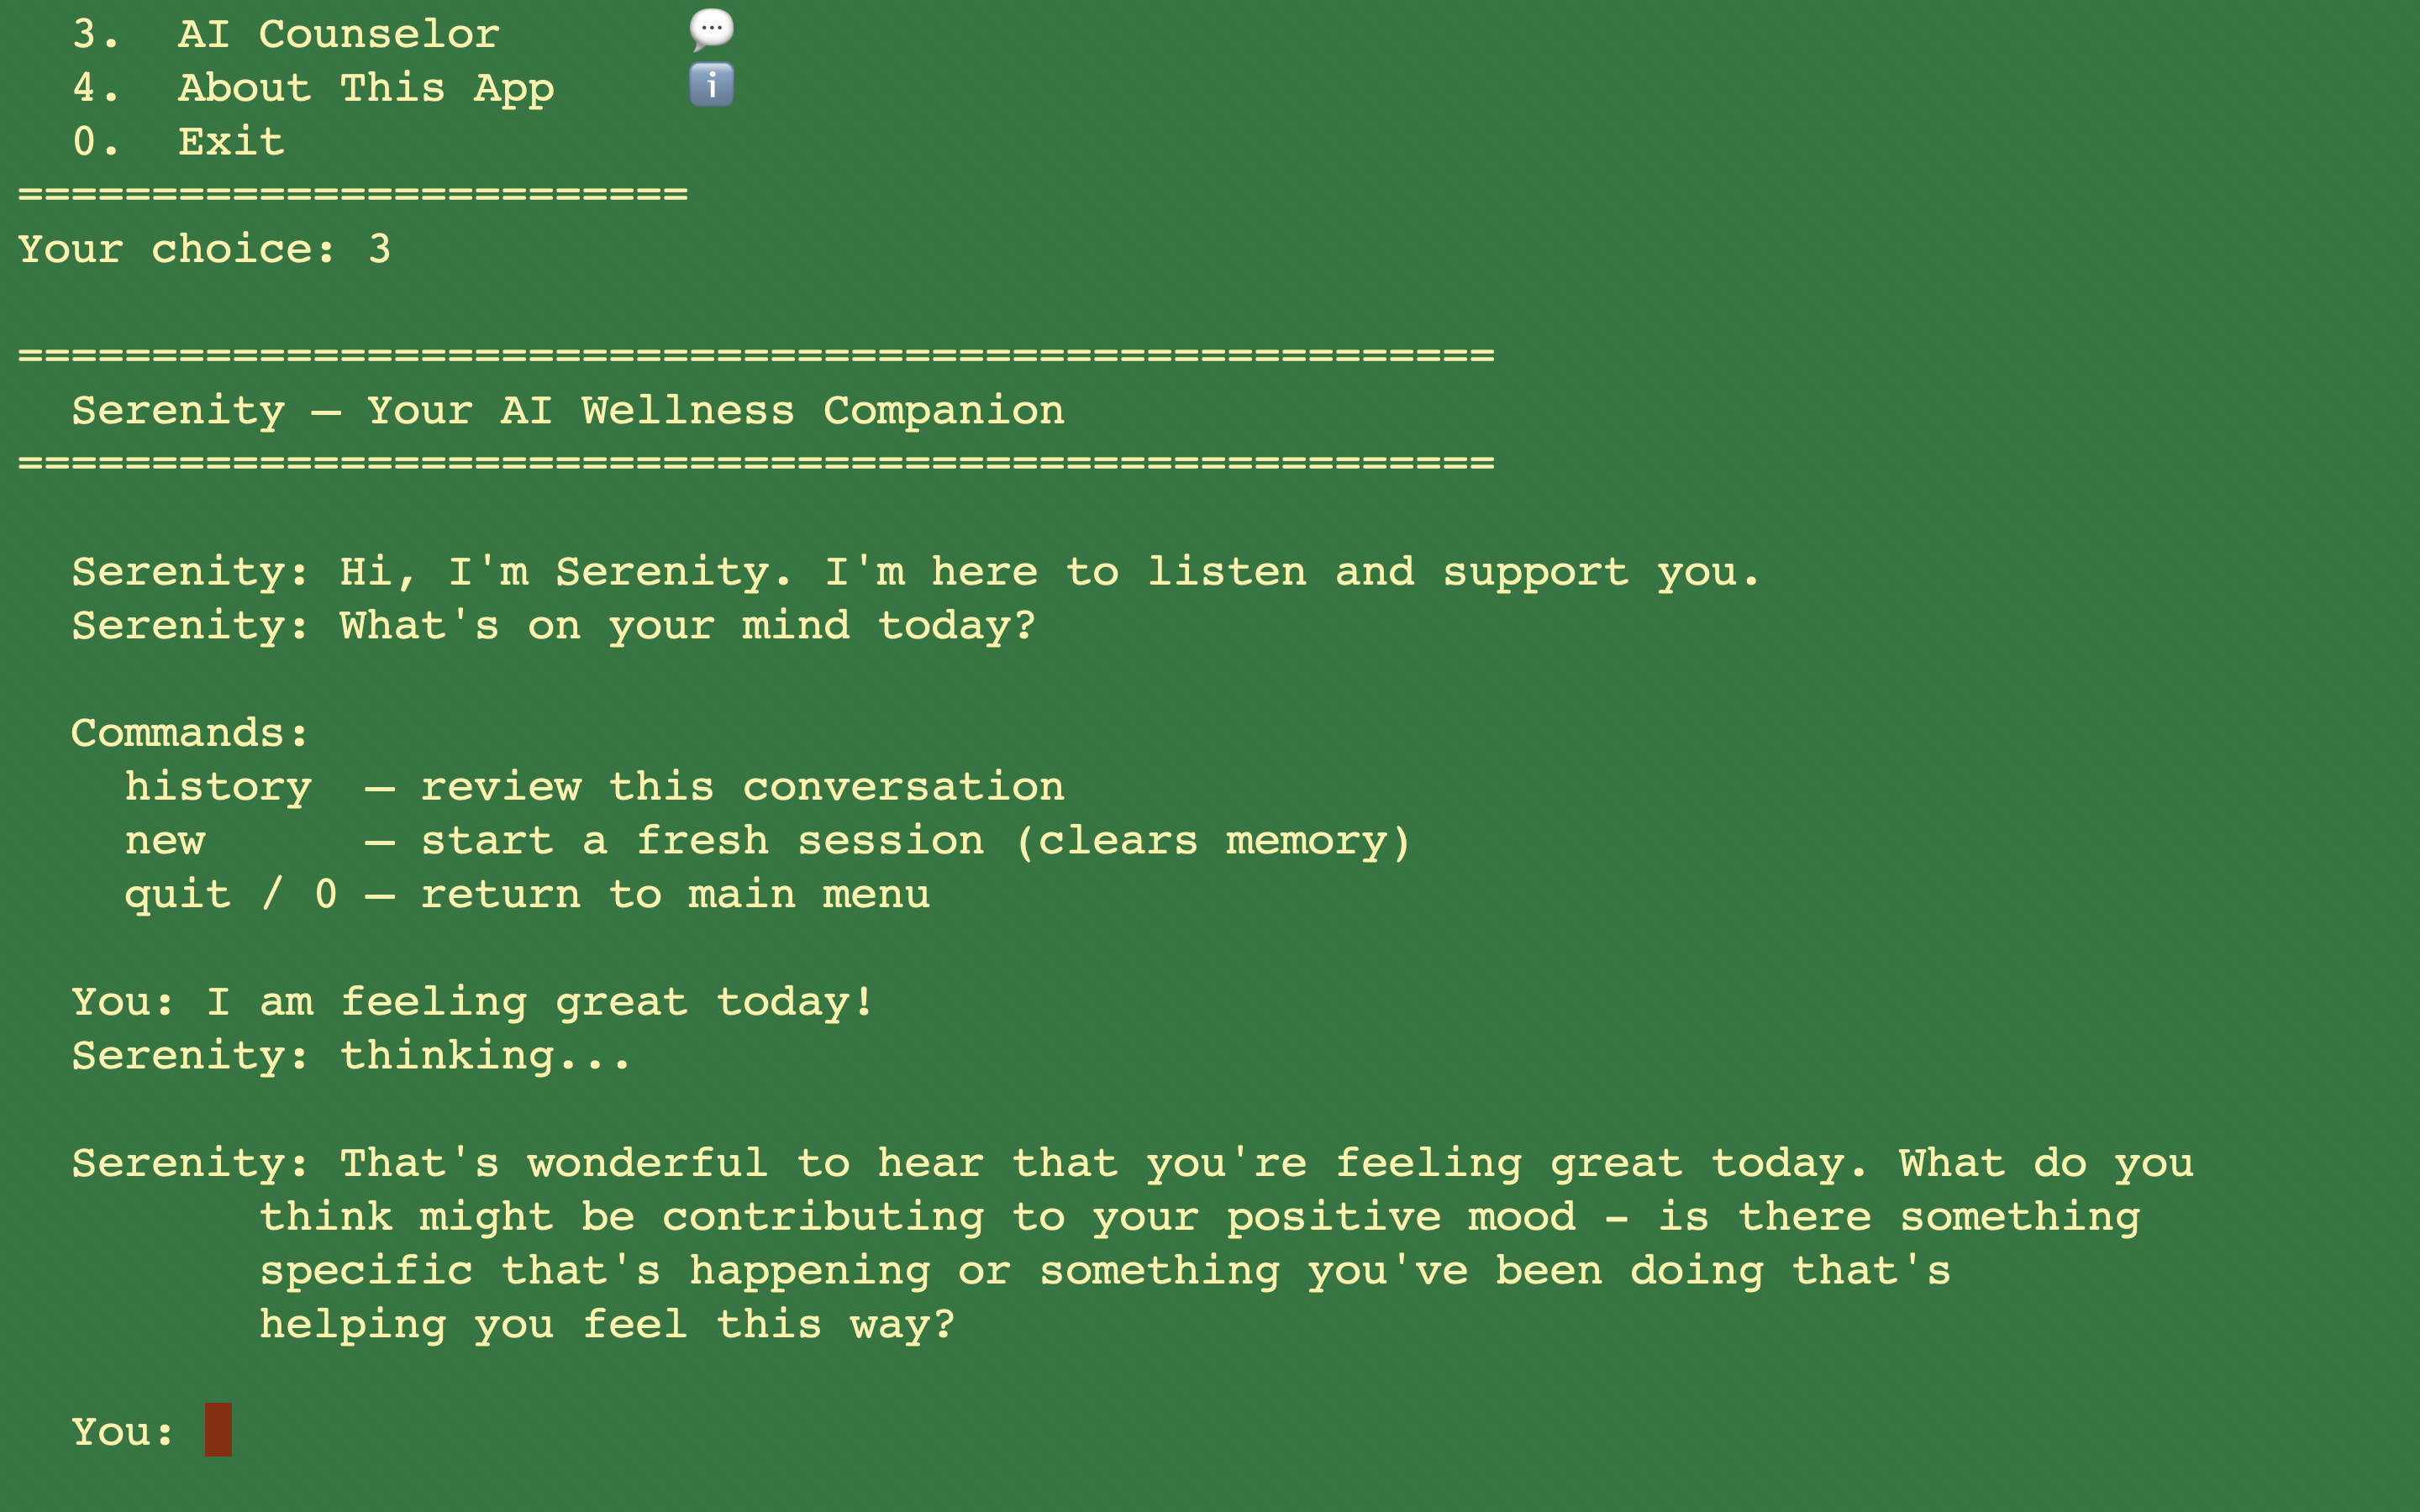 3.  AI Counselor       💬
4.  About This App     ℹ️
0.  Exit
=========================
Your choice: 3
=======================================================
Serenity — Your AI Wellness Companion
=======================================================
Serenity: Hi, I'm Serenity. I'm here to listen and support you.
Serenity: What's on your mind today?
Commands:
history  — review this conversation
new      — start a fresh session (clears memory)
quit / 0 — return to main menu
You: I am feeling great today!
Serenity: thinking...
Serenity: That's wonderful to hear that you're feeling great today. What do you
think might be contributing to your positive mood - is there something
specific that's happening or something you've been doing that's
helping you feel this way?
You: